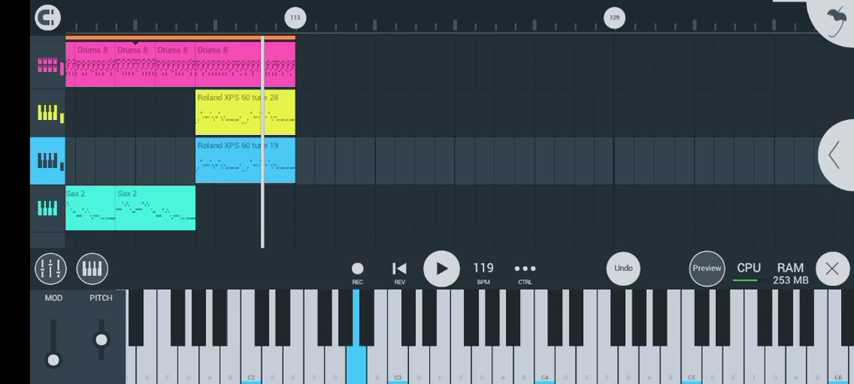 113
129
Drums 8
Drums 8
Drums 8
Drums 8
Roland XPS 60 tune 28
Roland XPS 60 tune 19
Sax 2
Sax 2
REC
REV
119
BPM
CTRL
Undo
Preview
CPU
RAM
253 MB
MOD
PITCH
C2
C3
C4
C5
C6